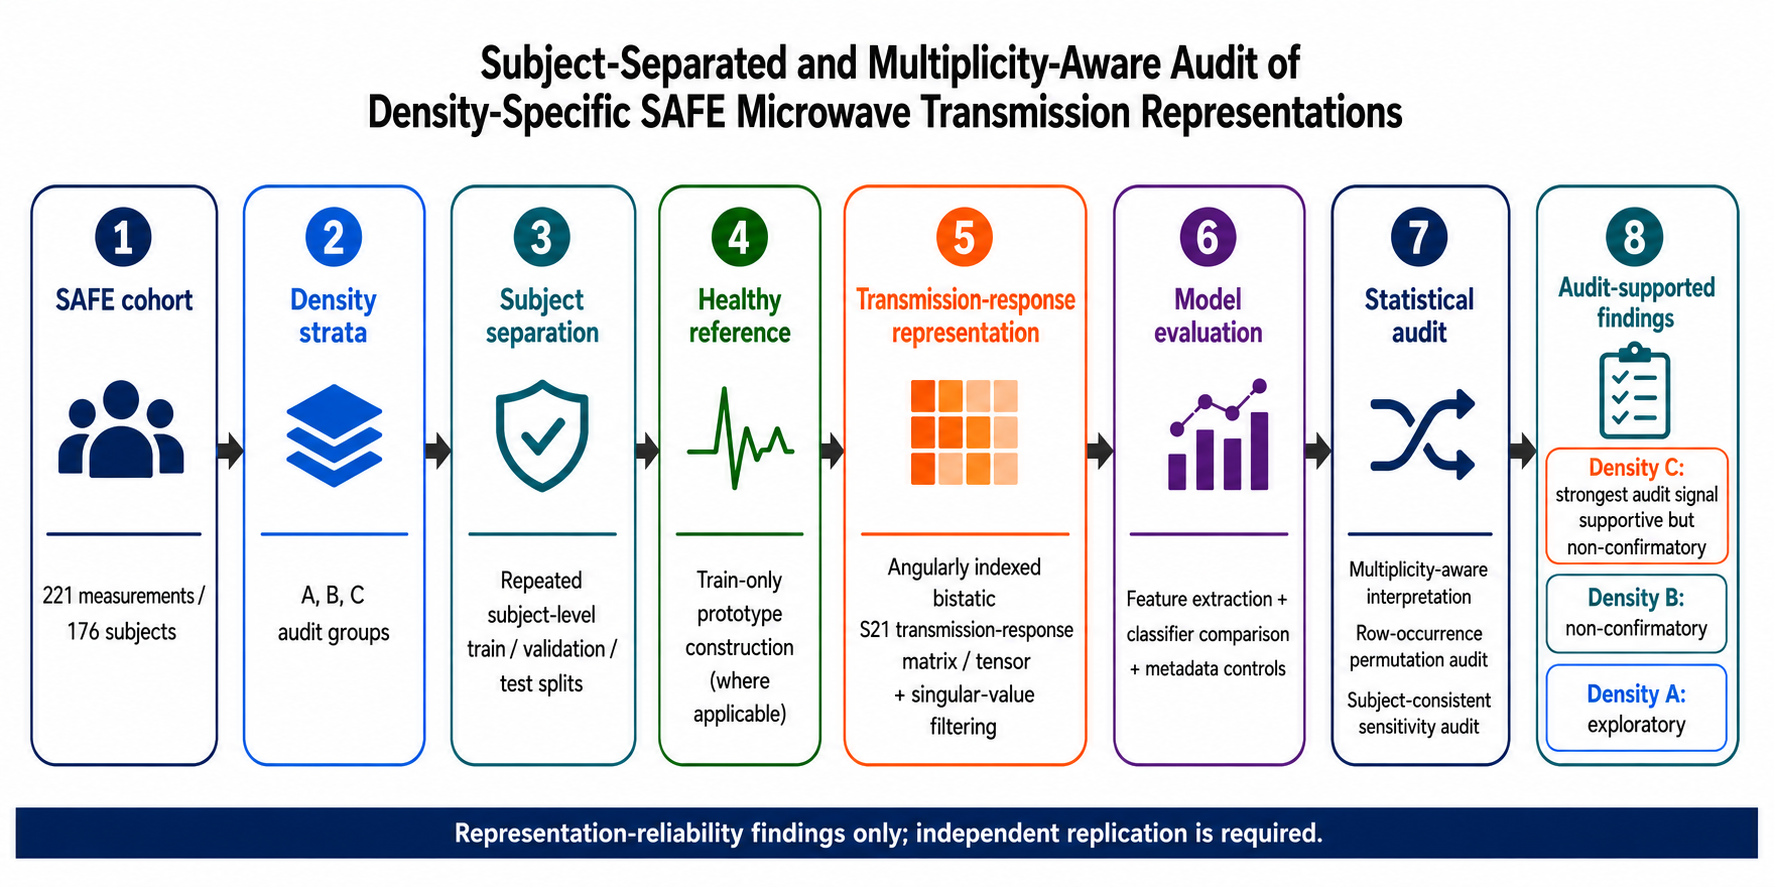 Subject-Separated and Multiplicity-Aware Audit of
Density-Specific SAFE Microwave Transmission Representations
1
SAFE cohort
221 measurements /
176 subjects
2
Density
strata
A, B, C
audit groups
3
Subject
separation
Repeated
subject-level
train / validation /
test splits
4
Healthy
reference
Train-only
prototype
construction
(where
applicable)
5
Transmission-response
representation
Angularly indexed
bistatic
S21 transmission-response
matrix / tensor
+ singular-value
filtering
6
Model
evaluation
Feature extraction +
classifier comparison
+ metadata controls
7
Statistical
audit
Multiplicity-aware
interpretation
Row-occurrence
permutation audit
Subject-consistent
sensitivity audit
8
Audit-supported
findings
Density C:
strongest audit signal
supportive but
non-confirmatory
Density B:
non-confirmatory
Density A:
exploratory
Representation-reliability findings only; independent replication is required.